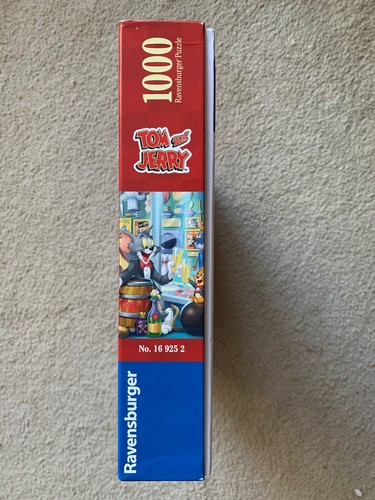 1000
Ravensburger Puzzle
TOM AND
JERRY
No. 16 925 2
Ravensburger